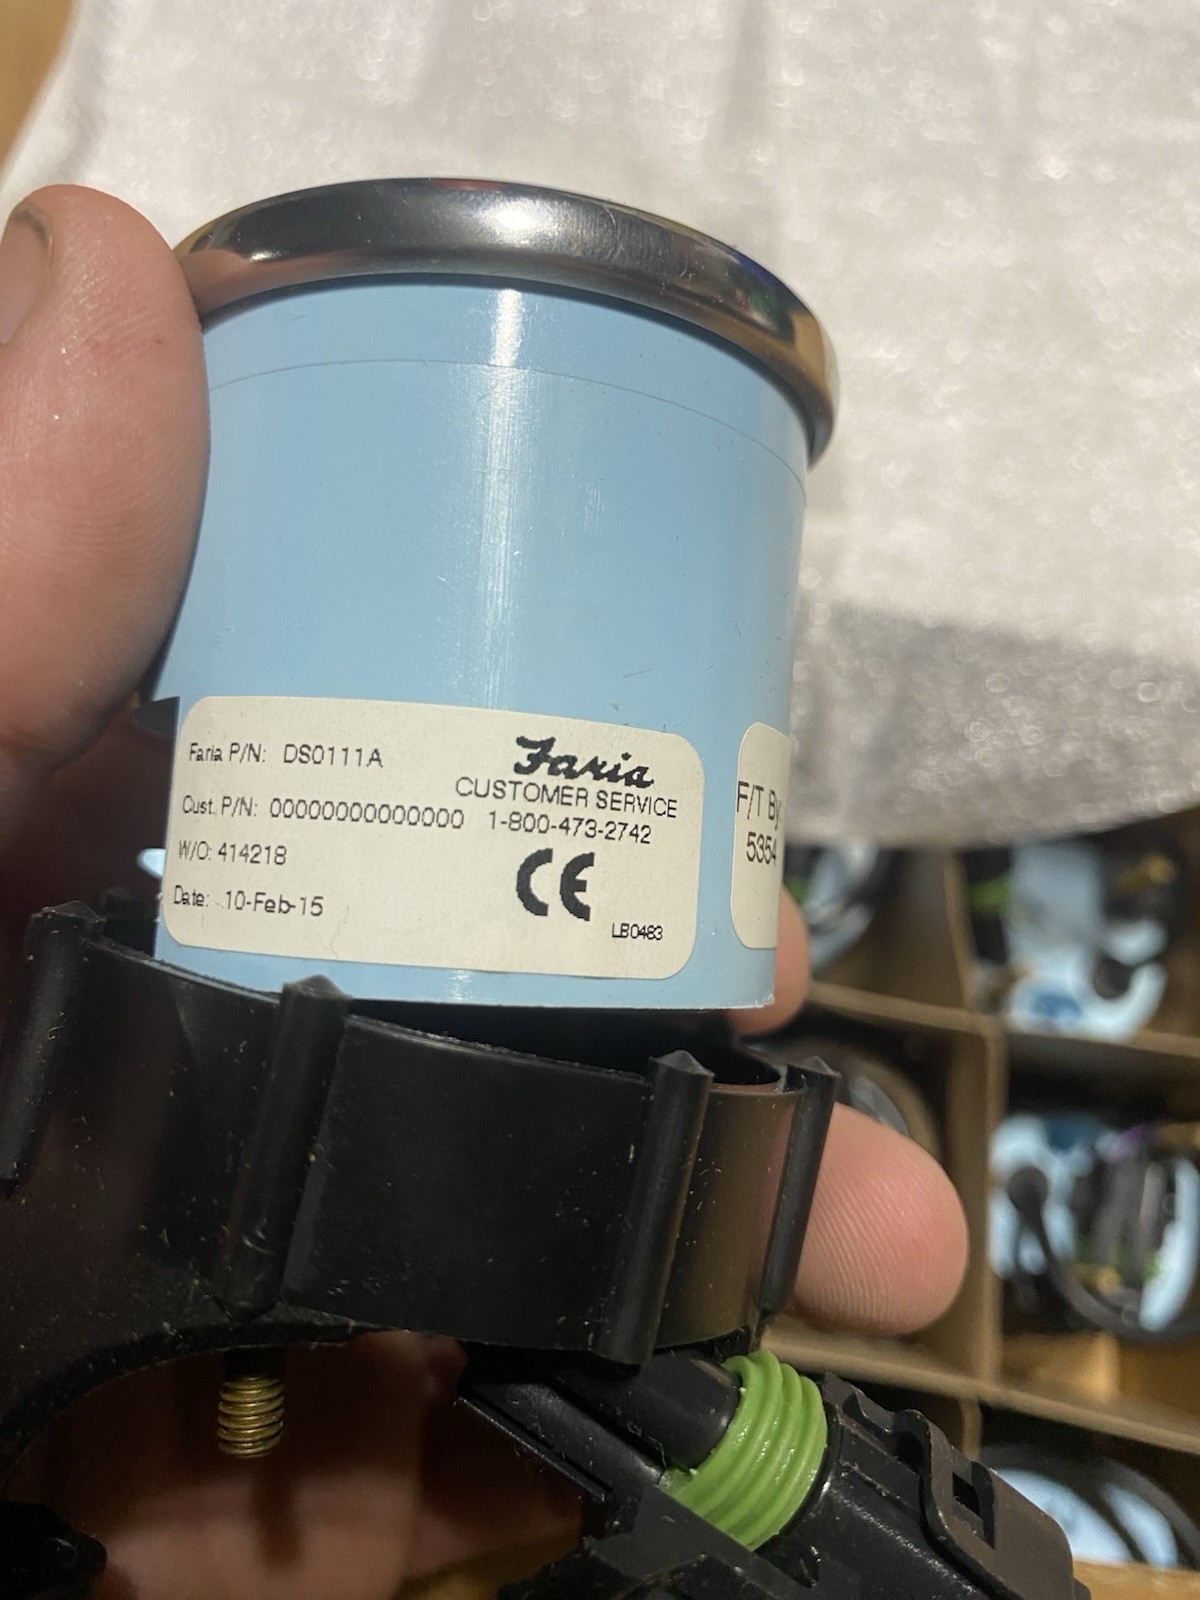 Faria P/N: DS0111A
Faria
CUSTOMER SERVICE
Cust. P/N: 00000000000000 1-800-473-2742
W/O: 414218
CE
Date: 10-Feb-15
LB0483
F/T By:
5354